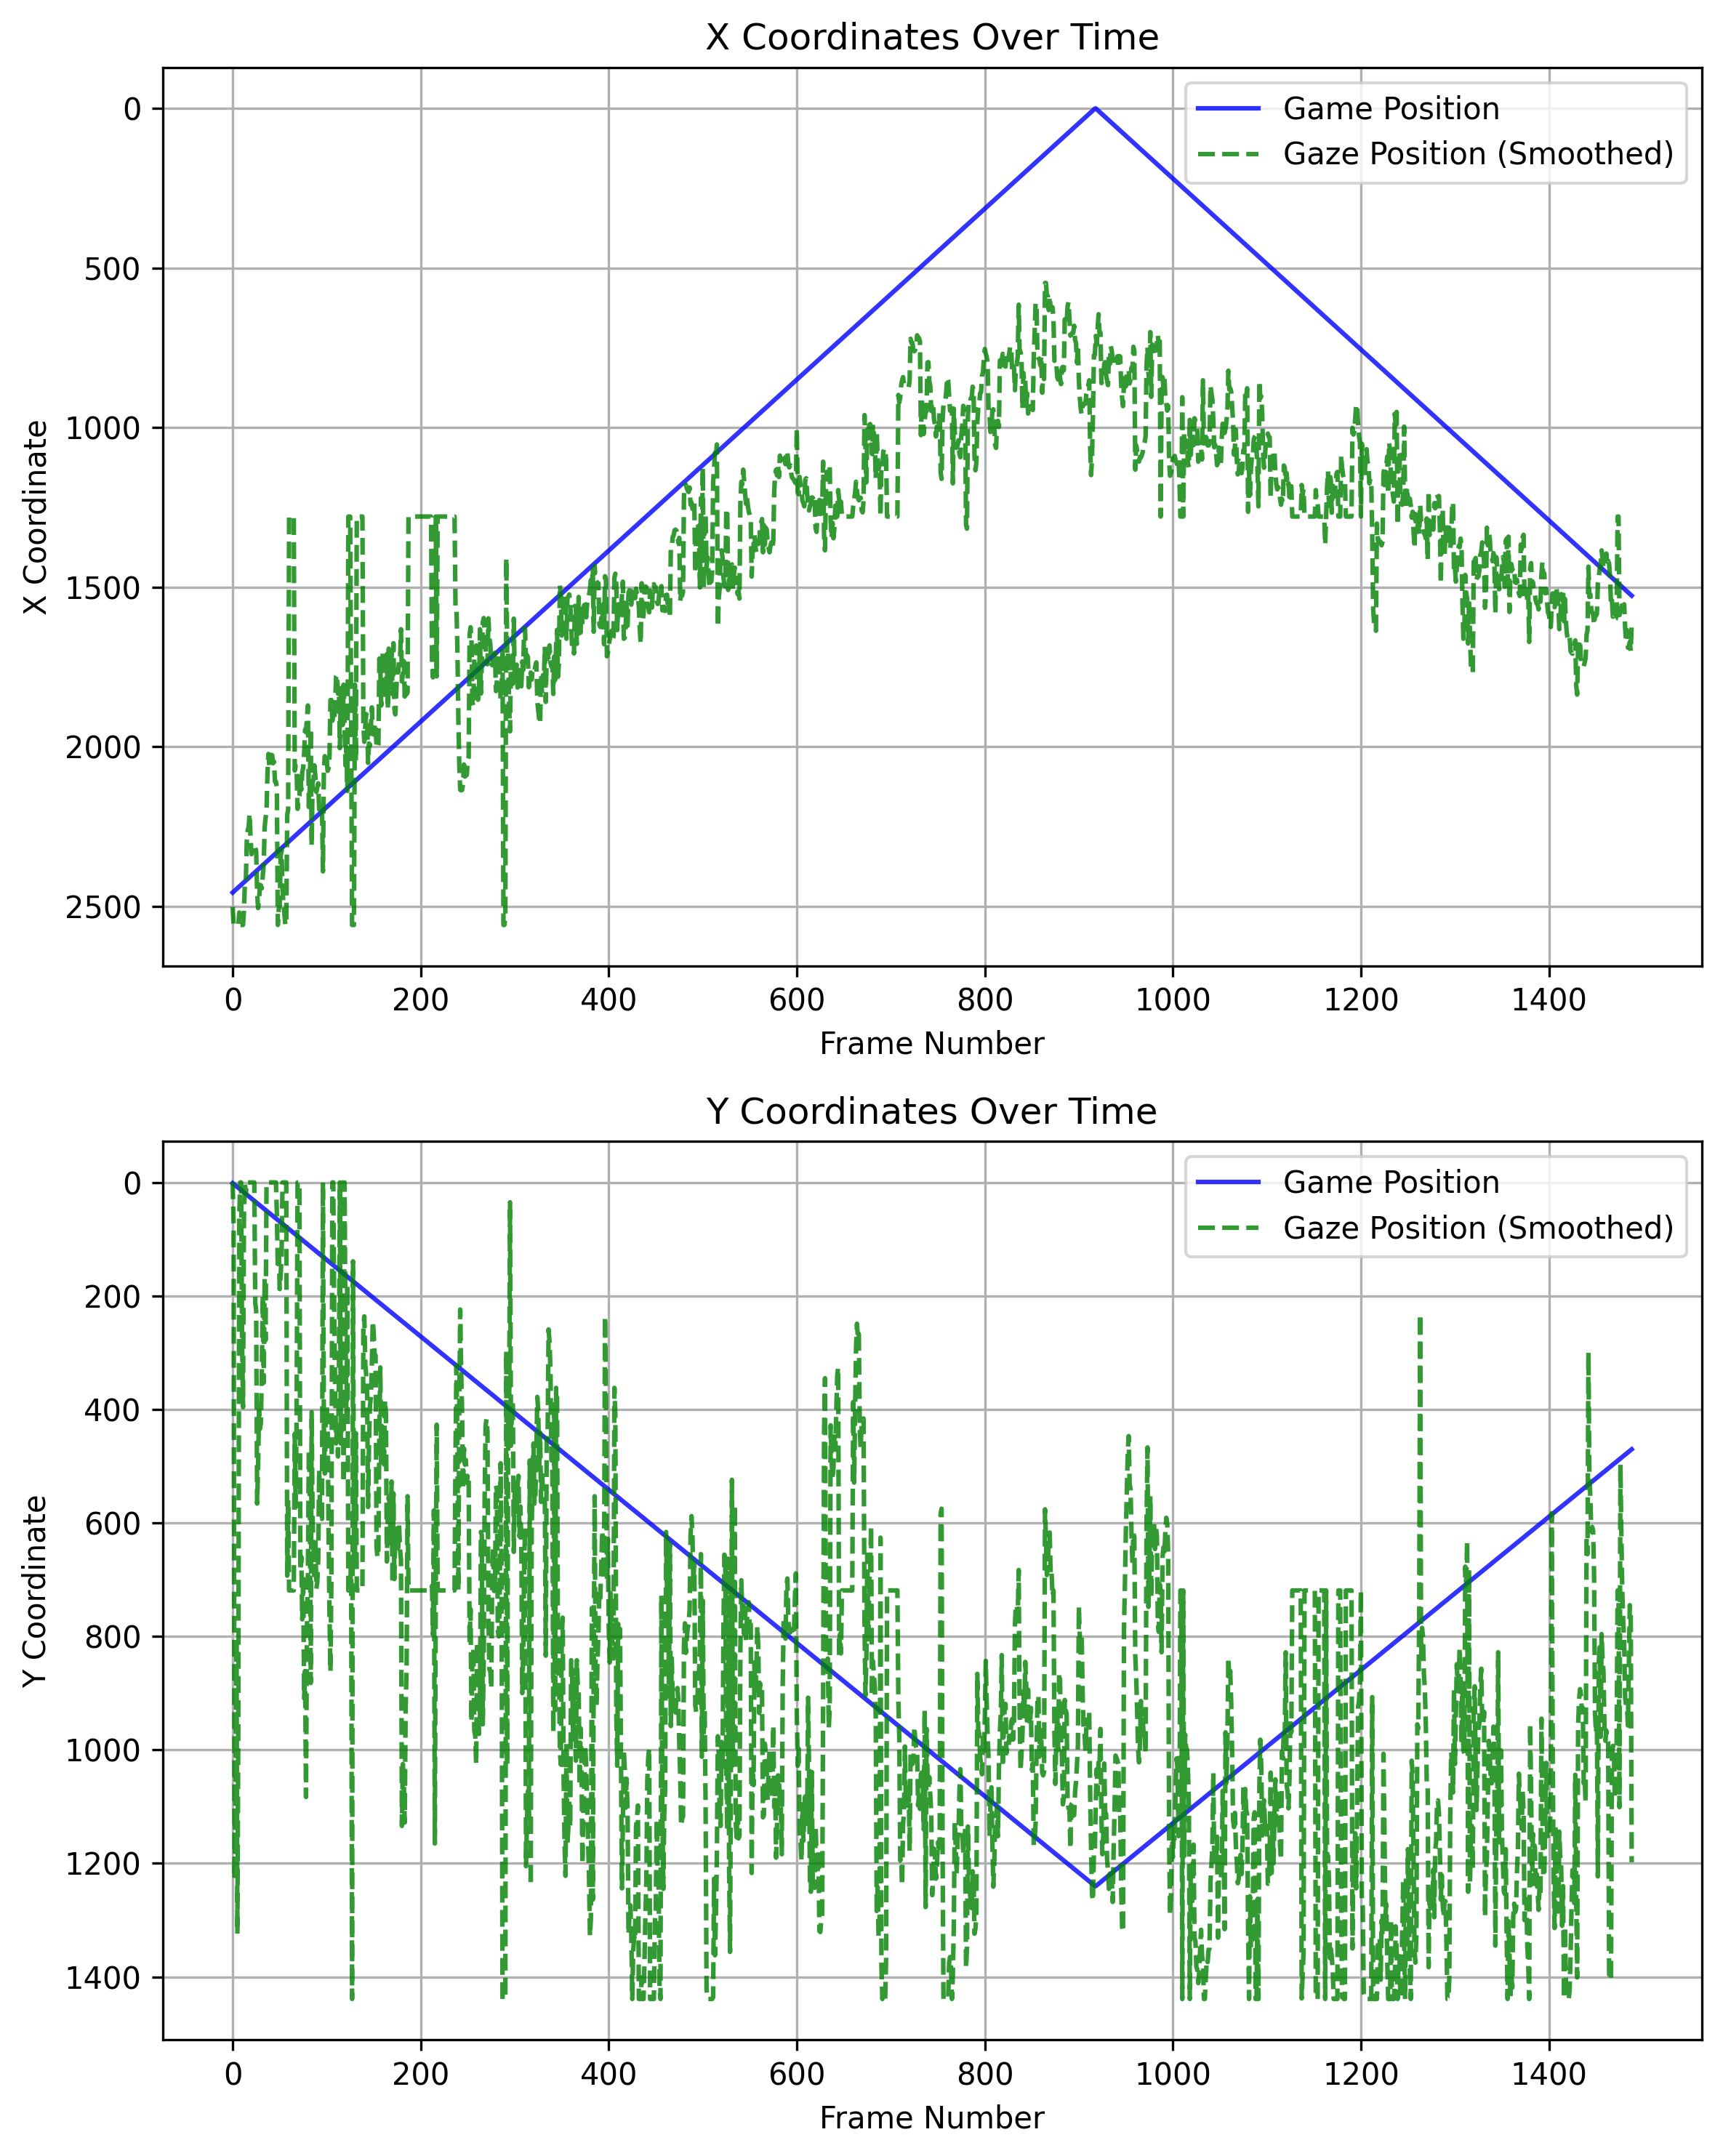 X Coordinates Over Time
Game Position
Gaze Position (Smoothed)
0
500
1000
1500
2000
2500
X Coordinate
0 200 400 600 800 1000 1200 1400
Frame Number
Y Coordinates Over Time
Game Position
Gaze Position (Smoothed)
0
200
400
600
800
1000
1200
1400
Y Coordinate
0 200 400 600 800 1000 1200 1400
Frame Number